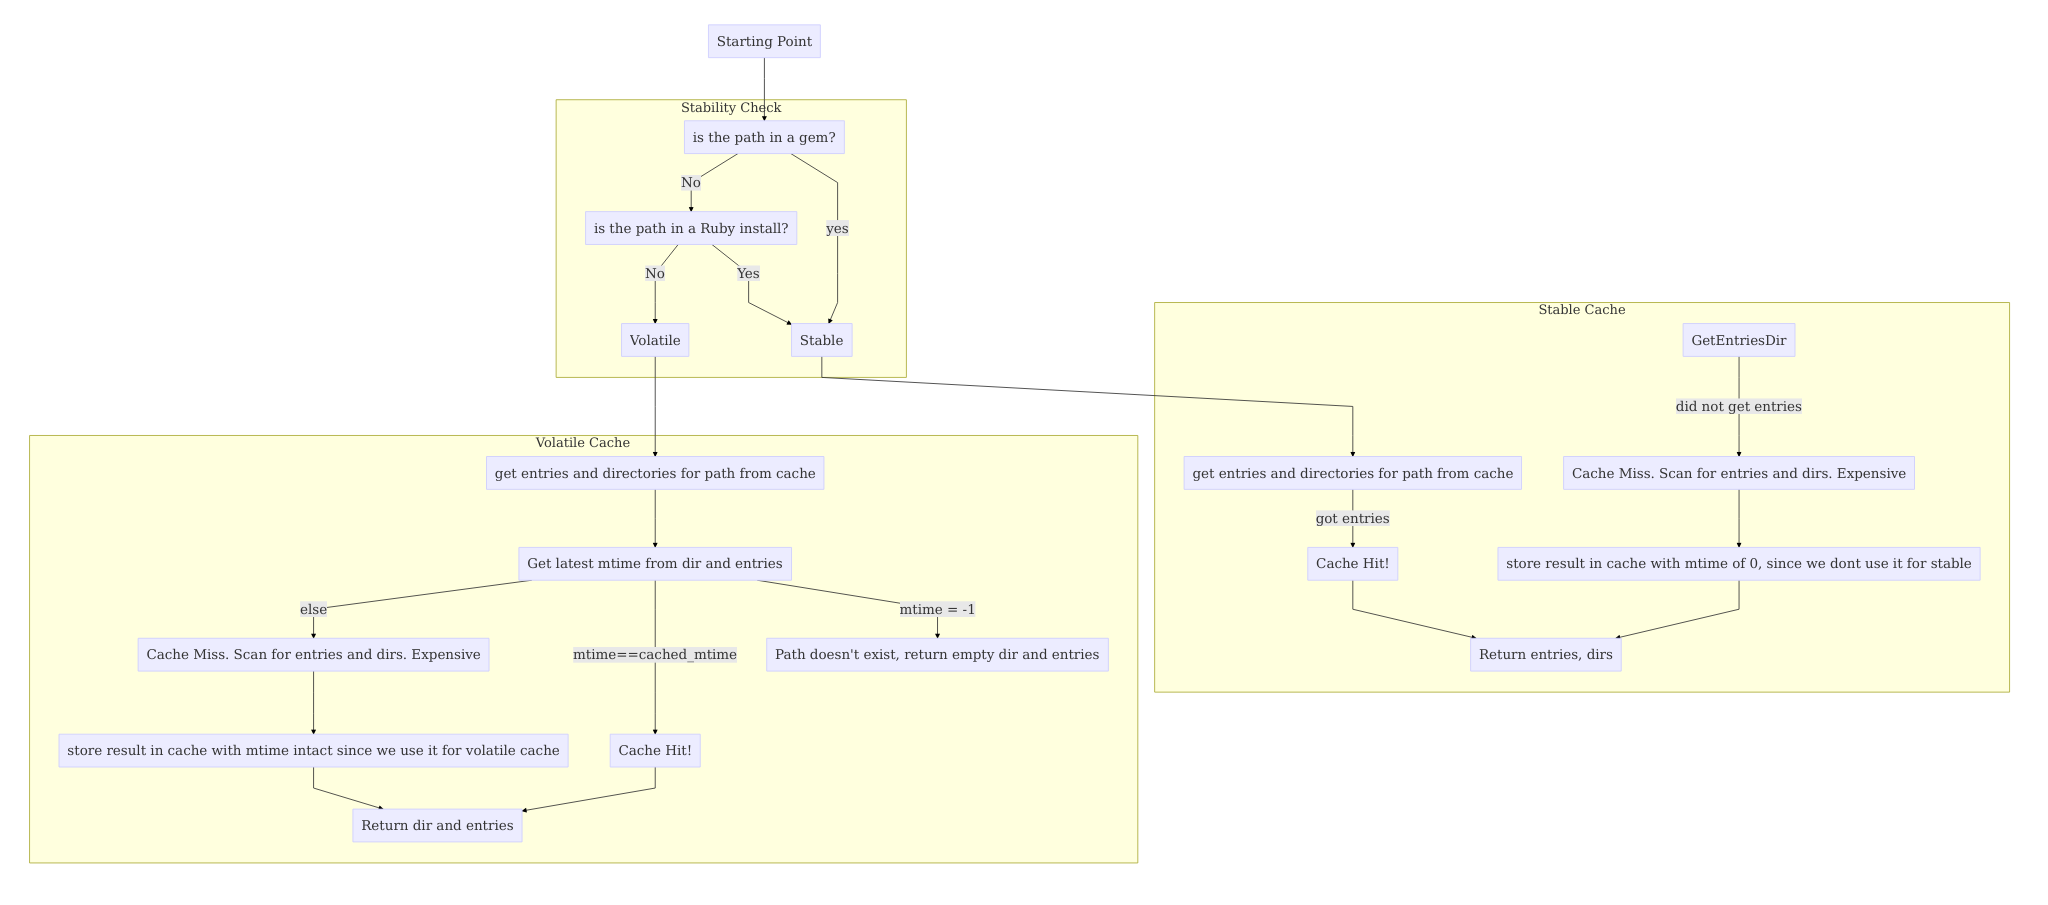 Starting Point
Stability Check
is the path in a gem?
No
is the path in a Ruby install?
yes
No
Yes
Volatile
Stable
Stable Cache
GetEntriesDir
did not get entries
get entries and directories for path from cache
Cache Miss. Scan for entries and dirs. Expensive
got entries
Cache Hit!
store result in cache with mtime of 0, since we dont use it for stable
Return entries, dirs
Volatile Cache
get entries and directories for path from cache
Get latest mtime from dir and entries
else
mtime = -1
Cache Miss. Scan for entries and dirs. Expensive
mtime==cached_mtime
Path doesn't exist, return empty dir and entries
store result in cache with mtime intact since we use it for volatile cache
Cache Hit!
Return dir and entries